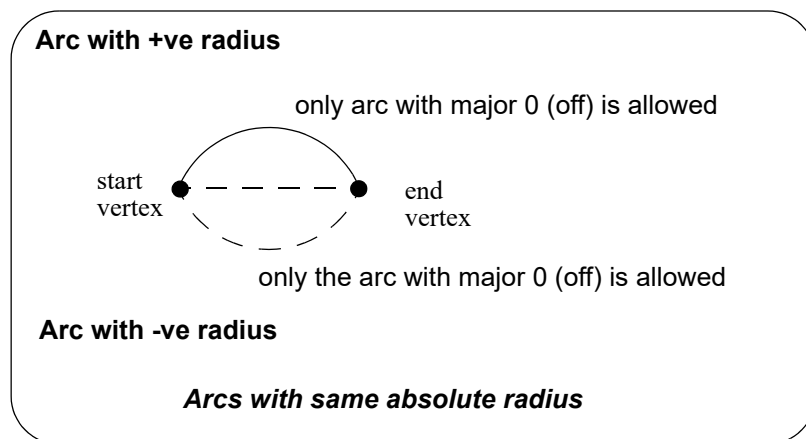 Arc with +ve radius
only arc with major 0 (off) is allowed
start
vertex
end
vertex
only the arc with major 0 (off) is allowed
Arc with -ve radius
Arcs with same absolute radius